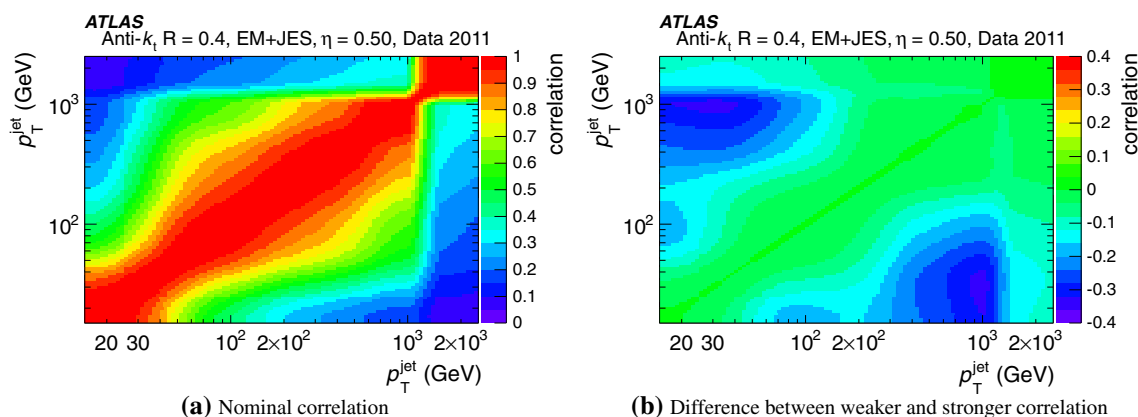 ATLAS
Anti-kt R = 0.4, EM+JES, η = 0.50, Data 2011
pTjet (GeV)
10³
10²
20 30 10² 2×10² 10³ 2×10³
pTjet (GeV)
1
0.9
0.8
0.7
0.6
0.5
0.4
0.3
0.2
0.1
0
correlation
(a) Nominal correlation
ATLAS
Anti-kt R = 0.4, EM+JES, η = 0.50, Data 2011
pTjet (GeV)
10³
10²
20 30 10² 2×10² 10³ 2×10³
pTjet (GeV)
0.4
0.3
0.2
0.1
0
-0.1
-0.2
-0.3
-0.4
correlation
(b) Difference between weaker and stronger correlation